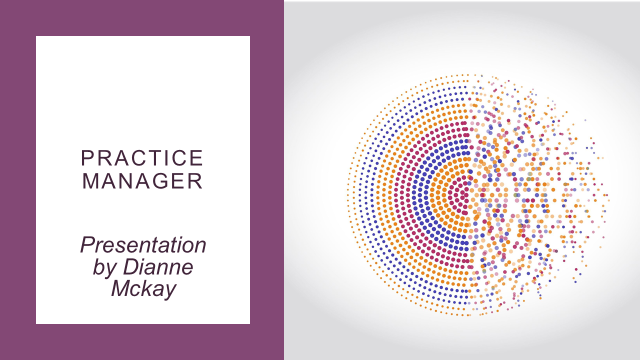 PRACTICE
MANAGER
Presentation
by Dianne
Mckay